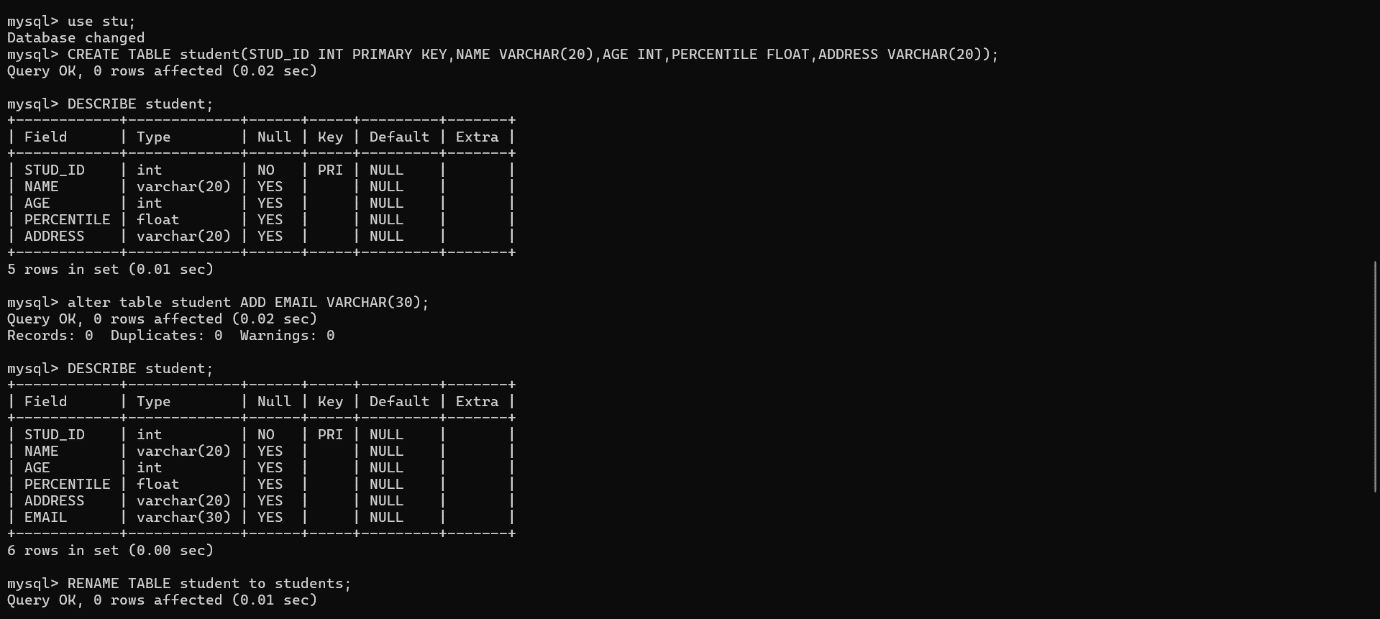 mysql> use stu;
Database changed
mysql> CREATE TABLE student(STUD_ID INT PRIMARY KEY,NAME VARCHAR(20),AGE INT,PERCENTILE FLOAT,ADDRESS VARCHAR(20));
Query OK, 0 rows affected (0.02 sec)

mysql> DESCRIBE student;
+------------+-------------+------+-----+---------+-------+
| Field      | Type        | Null | Key | Default | Extra |
+------------+-------------+------+-----+---------+-------+
| STUD_ID    | int         | NO   | PRI | NULL    |       |
| NAME       | varchar(20) | YES  |     | NULL    |       |
| AGE        | int         | YES  |     | NULL    |       |
| PERCENTILE | float       | YES  |     | NULL    |       |
| ADDRESS    | varchar(20) | YES  |     | NULL    |       |
+------------+-------------+------+-----+---------+-------+
5 rows in set (0.01 sec)

mysql> alter table student ADD EMAIL VARCHAR(30);
Query OK, 0 rows affected (0.02 sec)
Records: 0  Duplicates: 0  Warnings: 0

mysql> DESCRIBE student;
+------------+-------------+------+-----+---------+-------+
| Field      | Type        | Null | Key | Default | Extra |
+------------+-------------+------+-----+---------+-------+
| STUD_ID    | int         | NO   | PRI | NULL    |       |
| NAME       | varchar(20) | YES  |     | NULL    |       |
| AGE        | int         | YES  |     | NULL    |       |
| PERCENTILE | float       | YES  |     | NULL    |       |
| ADDRESS    | varchar(20) | YES  |     | NULL    |       |
| EMAIL      | varchar(30) | YES  |     | NULL    |       |
+------------+-------------+------+-----+---------+-------+
6 rows in set (0.00 sec)

mysql> RENAME TABLE student to students;
Query OK, 0 rows affected (0.01 sec)